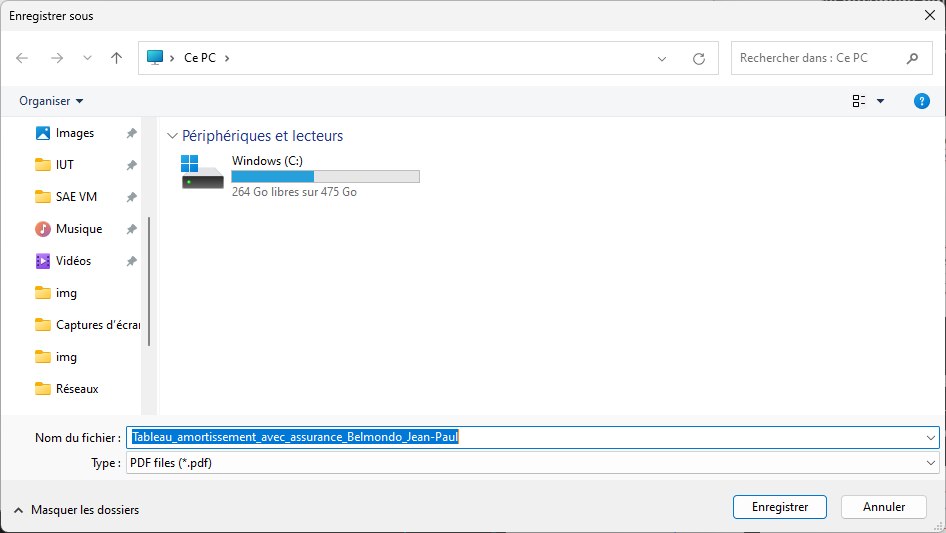 Enregistrer sous
Ce PC
Rechercher dans : Ce PC
Organiser
?
Images
IUT
SAE VM
Musique
Vidéos
img
Captures d'écra
img
Réseaux
Périphériques et lecteurs
Windows (C:)
264 Go libres sur 475 Go
Nom du fichier :
Tableau_amortissement_avec_assurance_Belmondo_Jean-Paul
Type :
PDF files (*.pdf)
Masquer les dossiers
Enregistrer
Annuler